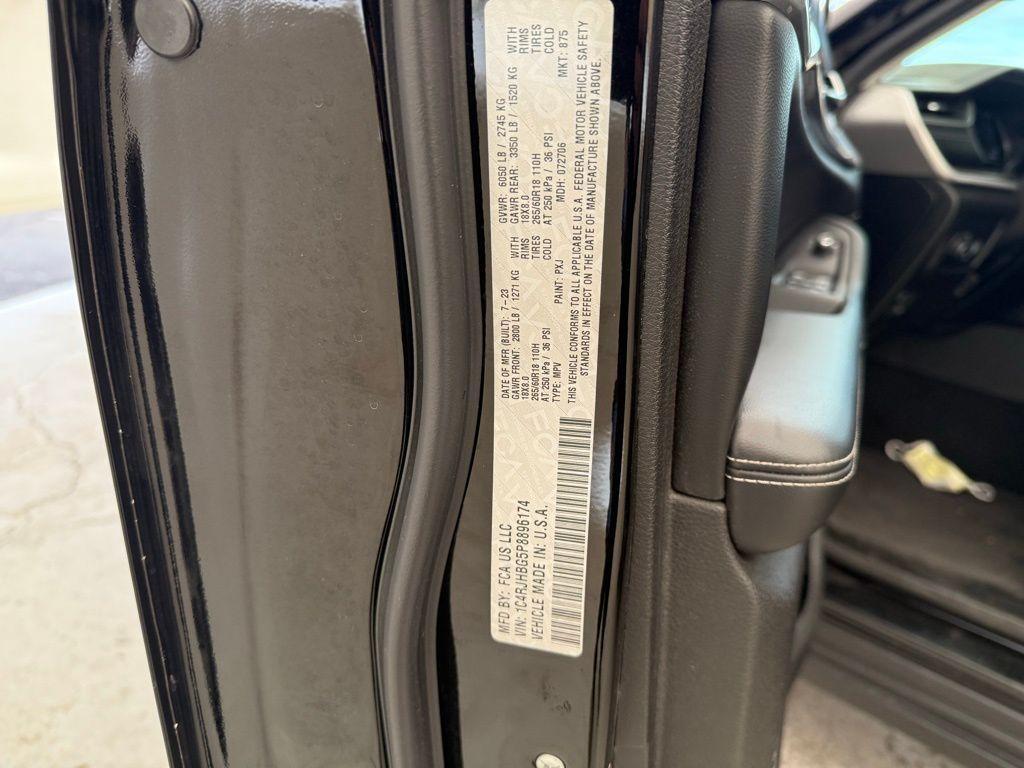 MFD BY: FCA US LLC
VIN: 1C4RJHBG5P8896174
VEHICLE MADE IN: U.S.A.
DATE OF MFR (BUILT): 7-23 GVWR: 6050 LB / 2745 KG
GAWR FRONT: 2800 LB / 1271 KG WITH GAWR REAR: 3350 LB / 1520 KG WITH
18X8.0 RIMS 18X8.0 RIMS
265/60R18 110H TIRES 265/60R18 110H TIRES
AT 250 kPa / 36 PSI COLD AT 250 kPa / 36 PSI COLD
TYPE: MPV PAINT: PXJ MDH: 072706 MKT: 875
THIS VEHICLE CONFORMS TO ALL APPLICABLE U.S.A. FEDERAL MOTOR VEHICLE SAFETY
STANDARDS IN EFFECT ON THE DATE OF MANUFACTURE SHOWN ABOVE.